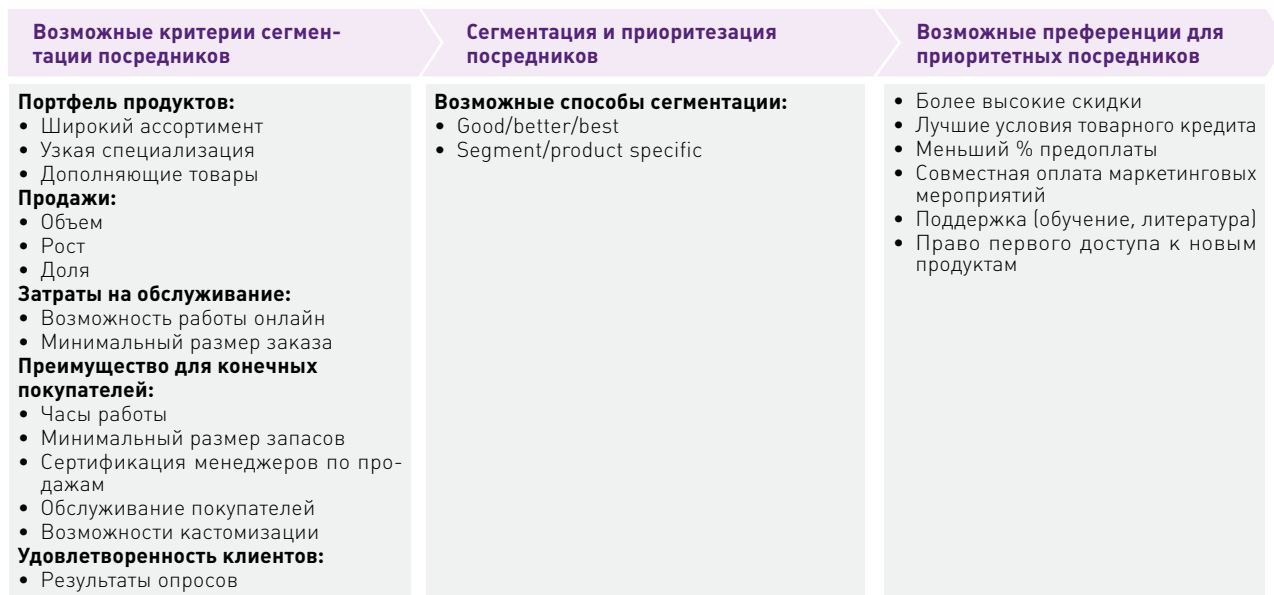 Возможные критерии сегмен-
тации посредников
Сегментация и приоритезация
посредников
Возможные преференции для
приоритетных посредников
Портфель продуктов:
• Широкий ассортимент
• Узкая специализация
• Дополняющие товары
Продажи:
• Объем
• Рост
• Доля
Затраты на обслуживание:
• Возможность работы онлайн
• Минимальный размер заказа
Преимущество для конечных
покупателей:
• Часы работы
• Минимальный размер запасов
• Сертификация менеджеров по про-
дажам
• Обслуживание покупателей
• Возможности кастомизации
Удовлетворенность клиентов:
• Результаты опросов
Возможные способы сегментации:
• Good/better/best
• Segment/product specific
• Более высокие скидки
• Лучшие условия товарного кредита
• Меньший % предоплаты
• Совместная оплата маркетинговых
мероприятий
• Поддержка (обучение, литература)
• Право первого доступа к новым
продуктам